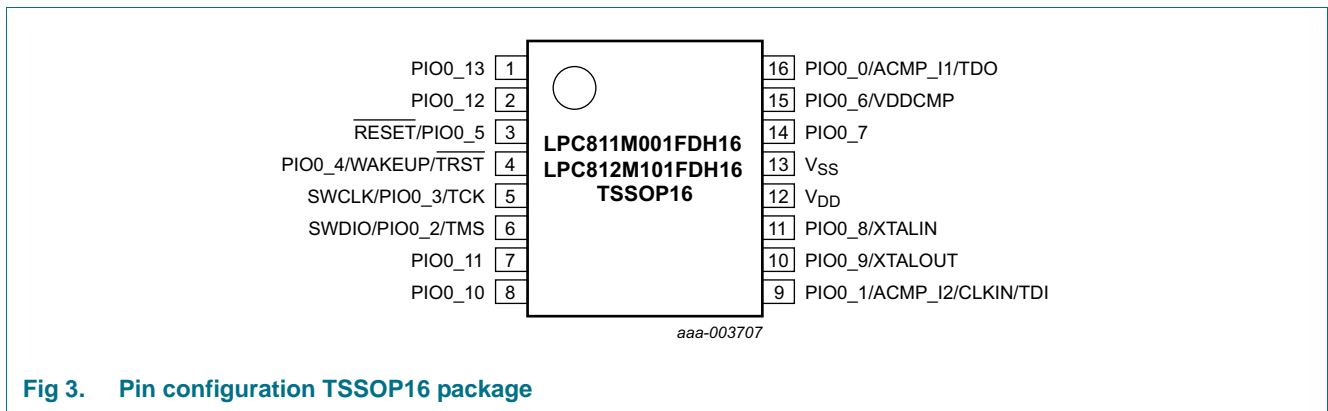 PIO0_13 1
PIO0_12 2
RESET/PIO0_5 3
PIO0_4/WAKEUP/TRST 4
SWCLK/PIO0_3/TCK 5
SWDIO/PIO0_2/TMS 6
PIO0_11 7
PIO0_10 8
LPC811M001FDH16
LPC812M101FDH16
TSSOP16
16 PIO0_0/ACMP_I1/TDO
15 PIO0_6/VDDCMP
14 PIO0_7
13 VSS
12 VDD
11 PIO0_8/XTALIN
10 PIO0_9/XTALOUT
9 PIO0_1/ACMP_I2/CLKIN/TDI
aaa-003707
Fig 3. Pin configuration TSSOP16 package